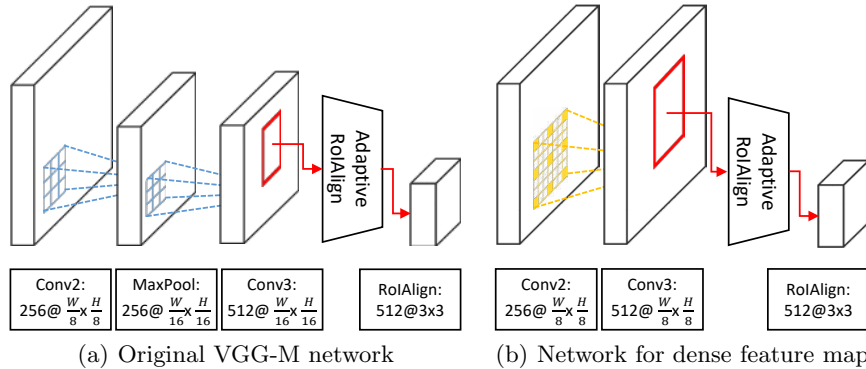 Adaptive
RoIAlign
Adaptive
RoIAlign
Conv2:
256@ W/8 x H/8
MaxPool:
256@ W/16 x H/16
Conv3:
512@ W/16 x H/16
RoIAlign:
512@3x3
Conv2:
256@ W/8 x H/8
Conv3:
512@ W/8 x H/8
RoIAlign:
512@3x3
(a) Original VGG-M network
(b) Network for dense feature map